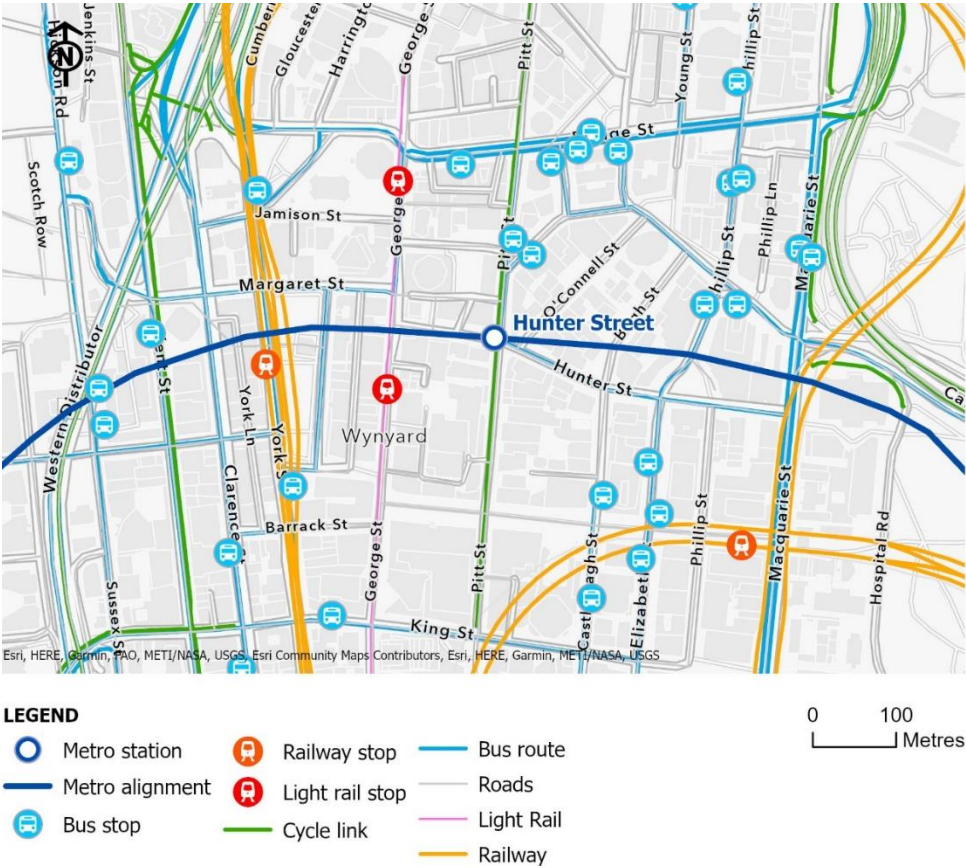 Jenkins St
Hickson Rd
Cumberl
Gloucester
Harrington
George St
Pitt St
Young St
Phillip St
N
Scotch Row
Bridge St
Jamison St
George
Pitt St
O'Connell St
Phillip Ln
Phillip St
Macquarie St
Margaret St
Hunter Street
Bligh St
Hunter St
Western Distributor
Kent St
York Ln
York St
Wynyard
Ca
Clarence St
Barrack St
George St
Pitt St
Castlereagh St
Elizabeth
Phillip St
Macquarie St
Hospital Rd
Sussex St
King St
Esri, HERE, Garmin, FAO, METI/NASA, USGS, Esri Community Maps Contributors, Esri, HERE, Garmin, METI/NASA, USGS
LEGEND
Metro station
Metro alignment
Bus stop
Railway stop
Light rail stop
Cycle link
Bus route
Roads
Light Rail
Railway
0 100
Metres